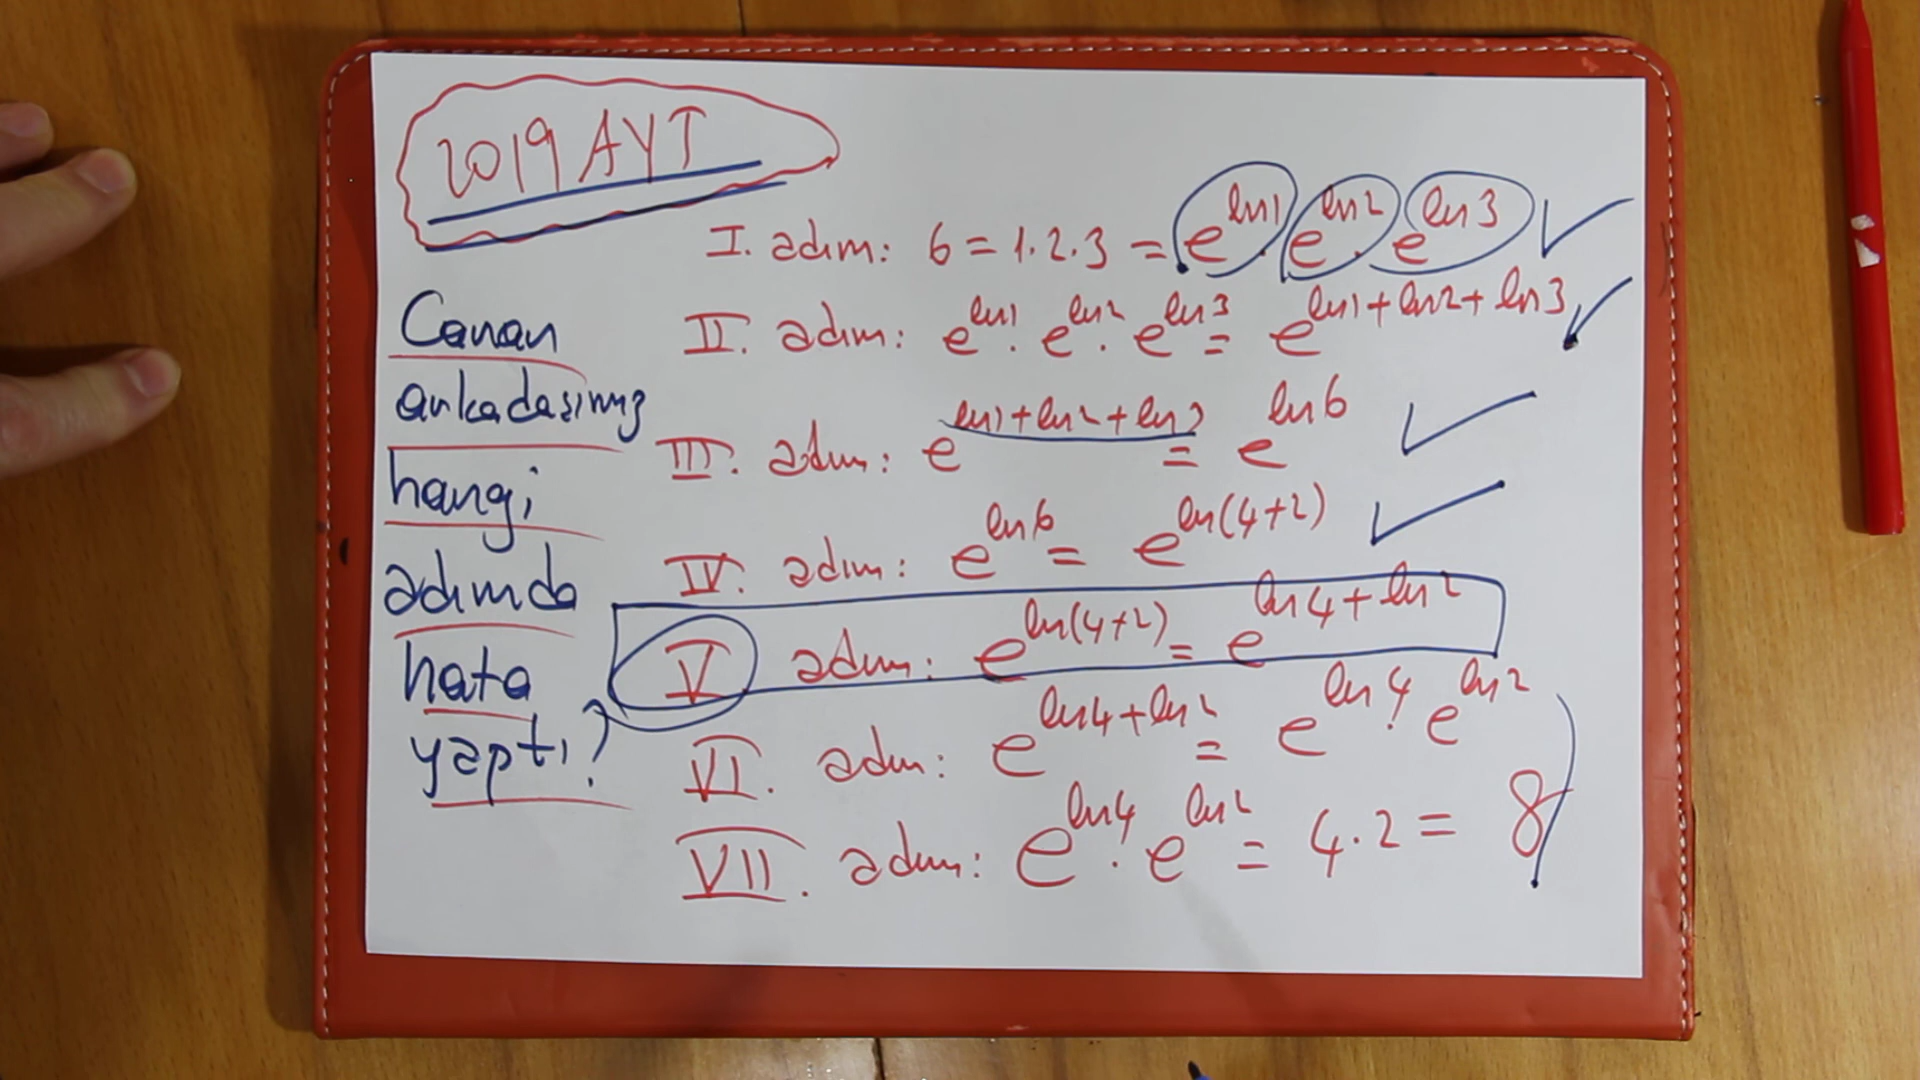 2019 AYT
I. adım: 6 = 1.2.3 = e^ln1 . e^ln2 . e^ln3
II. adım: e^ln1 . e^ln2 . e^ln3 = e^ln1+ln2+ln3
III. adım: e^ln1+ln2+ln3 = e^ln6
IV. adım: e^ln6 = e^ln(4+2)
V adım: e^ln(4+2) = e^ln4+ln2
VI. adım: e^ln4+ln2 = e^ln4 . e^ln2
VII. adım: e^ln4 . e^ln2 = 4.2 = 8
Canan
arkadaşımız
hangi
adımda
hata
yaptı?